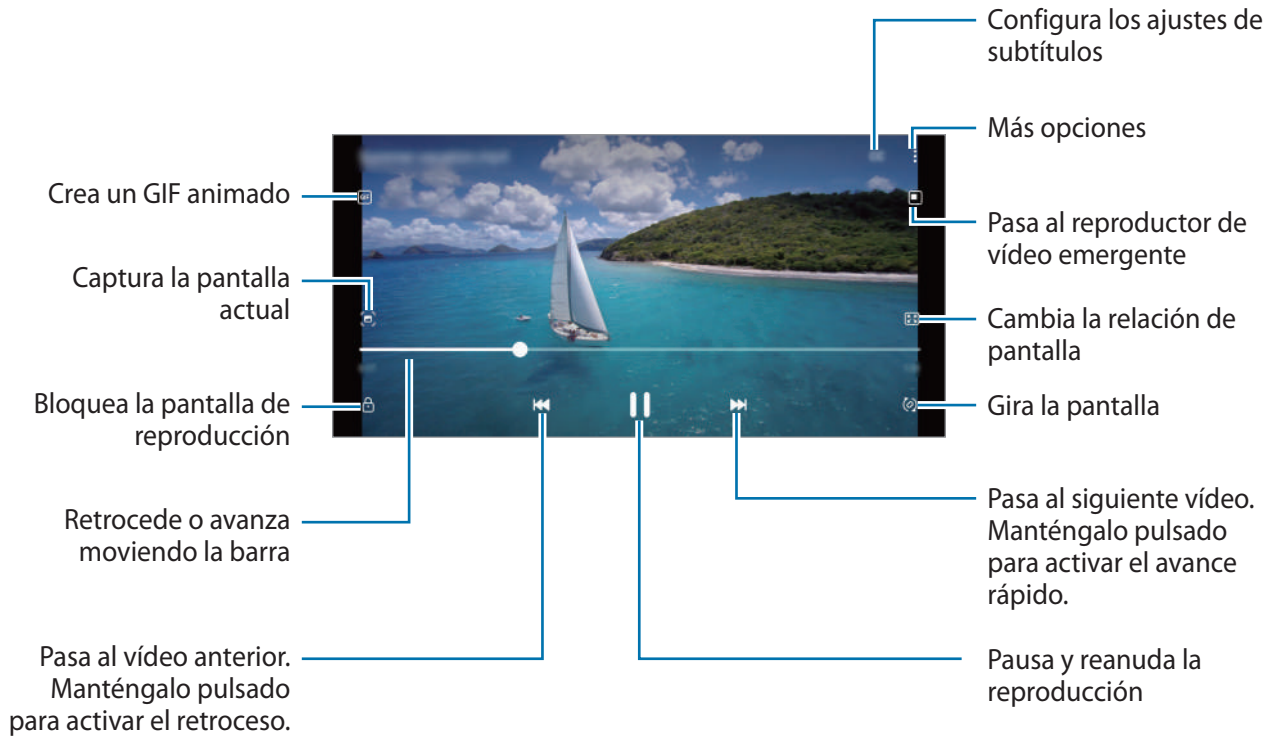 Configura los ajustes de
subtítulos
Más opciones
Crea un GIF animado
Pasa al reproductor de
vídeo emergente
Captura la pantalla
actual
Cambia la relación de
pantalla
Bloquea la pantalla de
reproducción
Gira la pantalla
Retrocede o avanza
moviendo la barra
Pasa al siguiente vídeo.
Manténgalo pulsado
para activar el avance
rápido.
Pasa al vídeo anterior.
Manténgalo pulsado
para activar el retroceso.
Pausa y reanuda la
reproducción